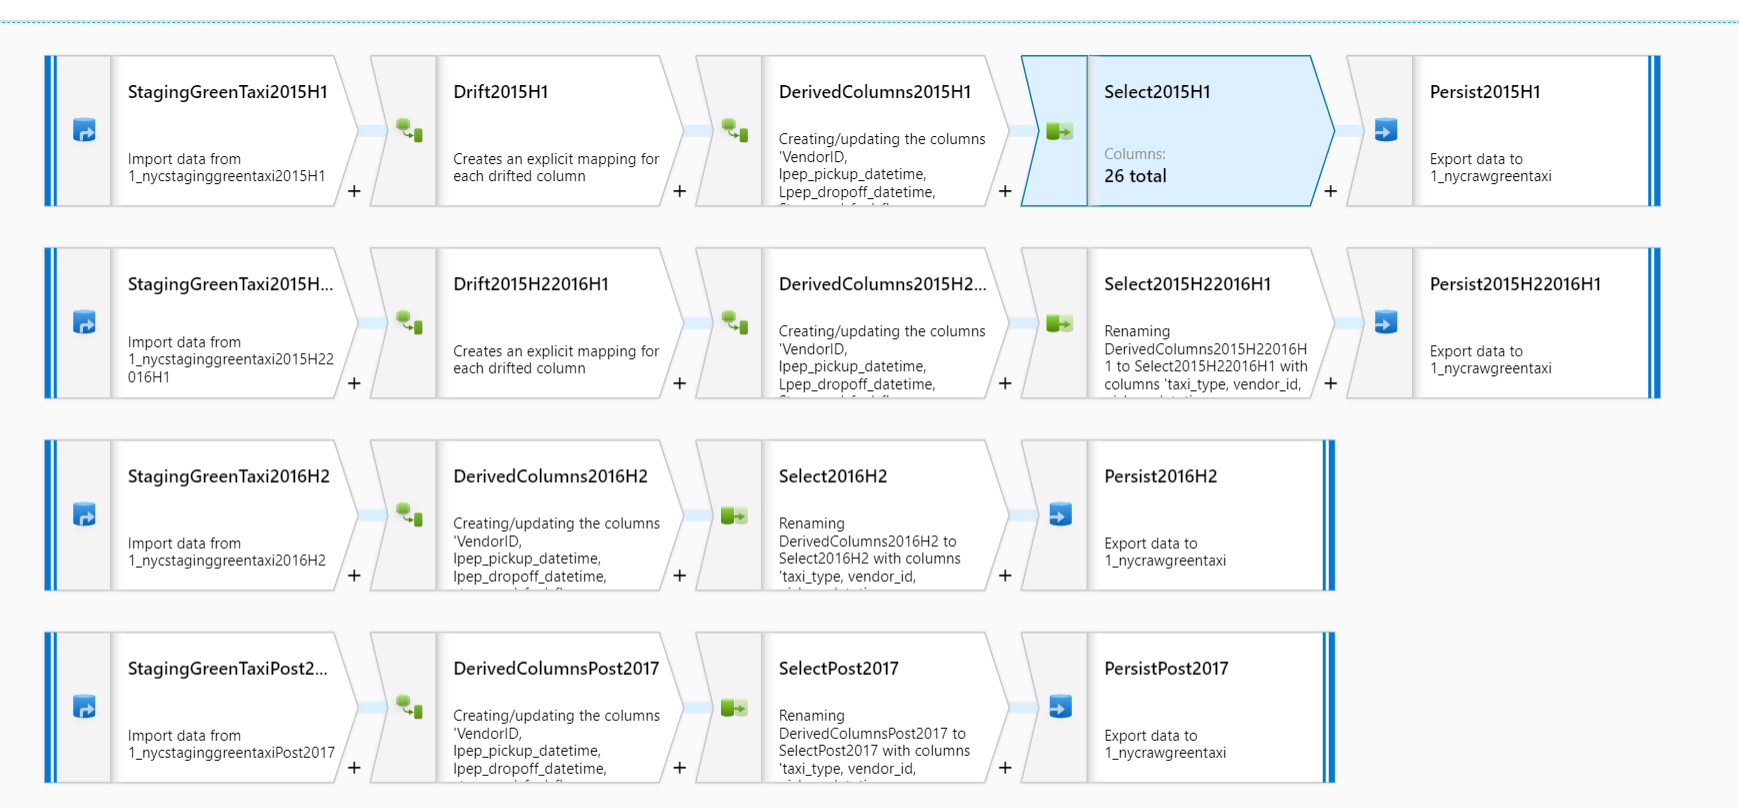 StagingGreenTaxi2015H1
Import data from
1_nycstaginggreentaxi2015H1
+
Drift2015H1
Creates an explicit mapping for
each drifted column
+
DerivedColumns2015H1
Creating/updating the columns
'VendorID,
lpep_pickup_datetime,
Lpep_dropoff_datetime,
+
Select2015H1
Columns:
26 total
+
Persist2015H1
Export data to
1_nycrawgreentaxi
StagingGreenTaxi2015H...
Import data from
1_nycstaginggreentaxi2015H22
016H1
+
Drift2015H22016H1
Creates an explicit mapping for
each drifted column
+
DerivedColumns2015H2...
Creating/updating the columns
'VendorID,
lpep_pickup_datetime,
Lpep_dropoff_datetime,
+
Select2015H22016H1
Renaming
DerivedColumns2015H22016H
1 to Select2015H22016H1 with
columns 'taxi_type, vendor_id,
+
Persist2015H22016H1
Export data to
1_nycrawgreentaxi
StagingGreenTaxi2016H2
Import data from
1_nycstaginggreentaxi2016H2
+
DerivedColumns2016H2
Creating/updating the columns
'VendorID,
lpep_pickup_datetime,
lpep_dropoff_datetime,
+
Select2016H2
Renaming
DerivedColumns2016H2 to
Select2016H2 with columns
'taxi_type, vendor_id,
+
Persist2016H2
Export data to
1_nycrawgreentaxi
StagingGreenTaxiPost2...
Import data from
1_nycstaginggreentaxiPost2017
+
DerivedColumnsPost2017
Creating/updating the columns
'VendorID,
lpep_pickup_datetime,
lpep_dropoff_datetime,
+
SelectPost2017
Renaming
DerivedColumnsPost2017 to
SelectPost2017 with columns
'taxi_type, vendor_id,
+
PersistPost2017
Export data to
1_nycrawgreentaxi